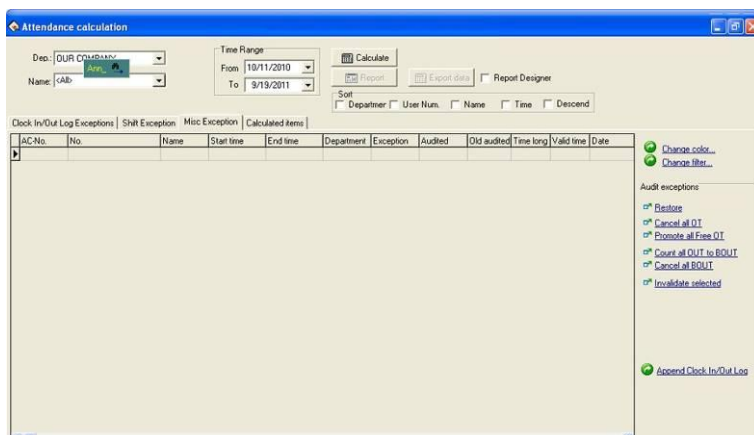 Attendance calculation
Dep.: OUR COMPANY
Ann_
Name: <All>
Time Range
From 10/11/2010
To 9/19/2011
Calculate
Report
Export data
Report Designer
Sort
Departmer User Num. Name Time Descend
Clock In/Out Log Exceptions Shift Exception Misc Exception Calculated items
AC-No. No. Name Start time End time Department Exception Audited Old audited Time long Valid time Date
Change color...
Change filter...
Audit exceptions
Restore
Cancel all OT
Promote all Free OT
Count all OUT to BOUT
Cancel all BOUT
Invalidate selected
Append Clock In/Out Log